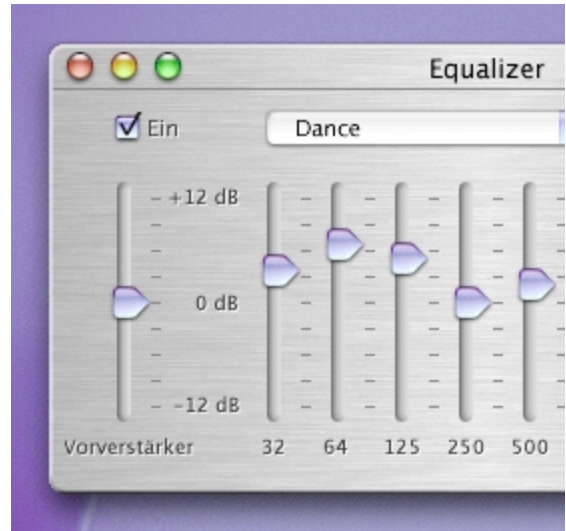 Equalizer
Ein
Dance
+12 dB
0 dB
-12 dB
Vorverstärker 32 64 125 250 500